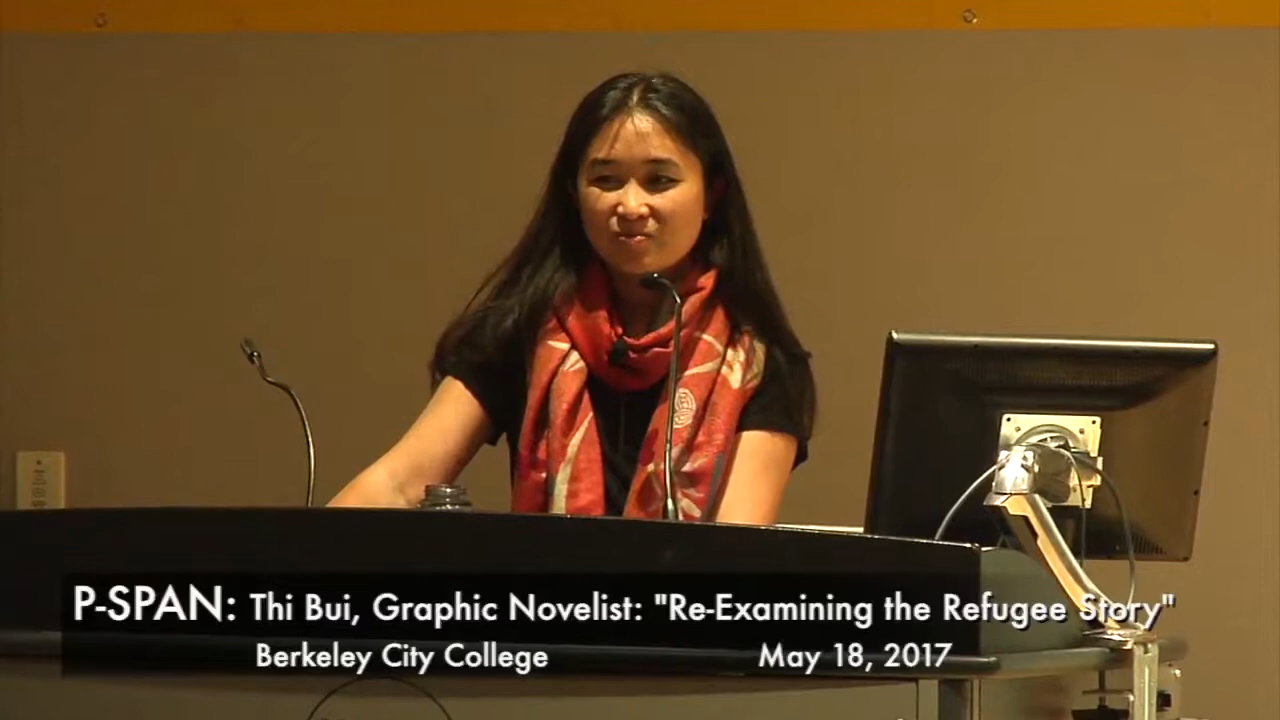 P-SPAN: Thi Bui, Graphic Novelist: "Re-Examining the Refugee Story"
Berkeley City College May 18, 2017